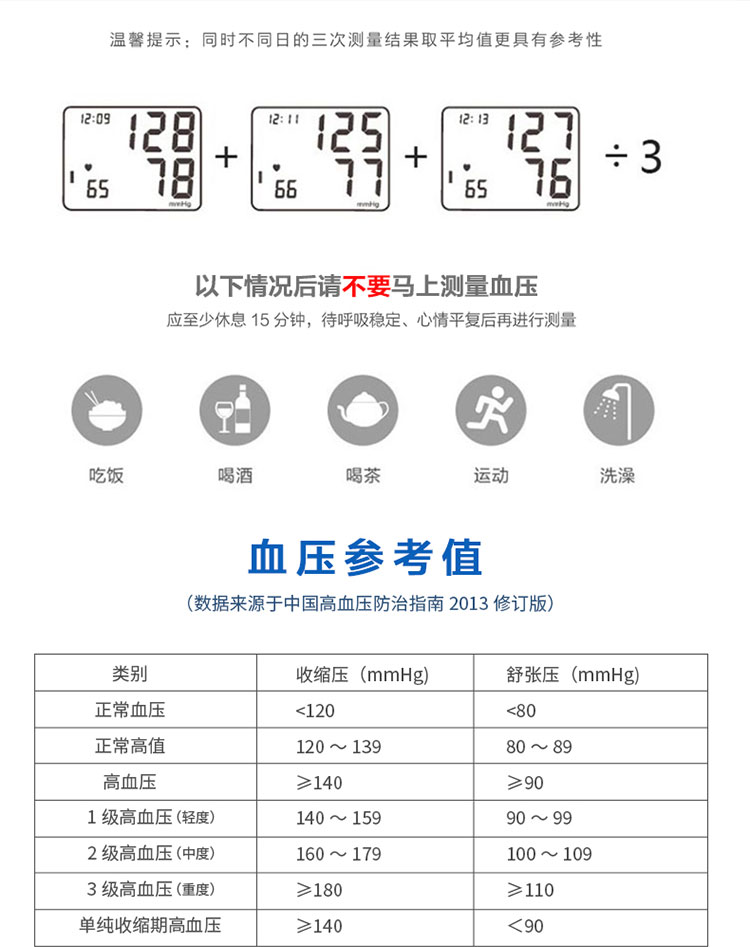 温馨提示；同时不同日的三次测量结果取平均值更具有参考性
12:09 128 78 65 mmHg + 12:11 125 77 66 mmHg + 12:13 127 76 65 mmHg ÷ 3
以下情况后请不要马上测量血压
应至少休息 15 分钟，待呼吸稳定、心情平复后再进行测量
吃饭 喝酒 喝茶 运动 洗澡
血压参考值
（数据来源于中国高血压防治指南 2013 修订版）
类别 收缩压（mmHg) 舒张压（mmHg)
正常血压 <120 <80
正常高值 120 ～ 139 80 ～ 89
高血压 ≥140 ≥90
1 级高血压（轻度） 140 ～ 159 90 ～ 99
2 级高血压（中度） 160 ～ 179 100 ～ 109
3 级高血压（重度） ≥180 ≥110
单纯收缩期高血压 ≥140 ＜90